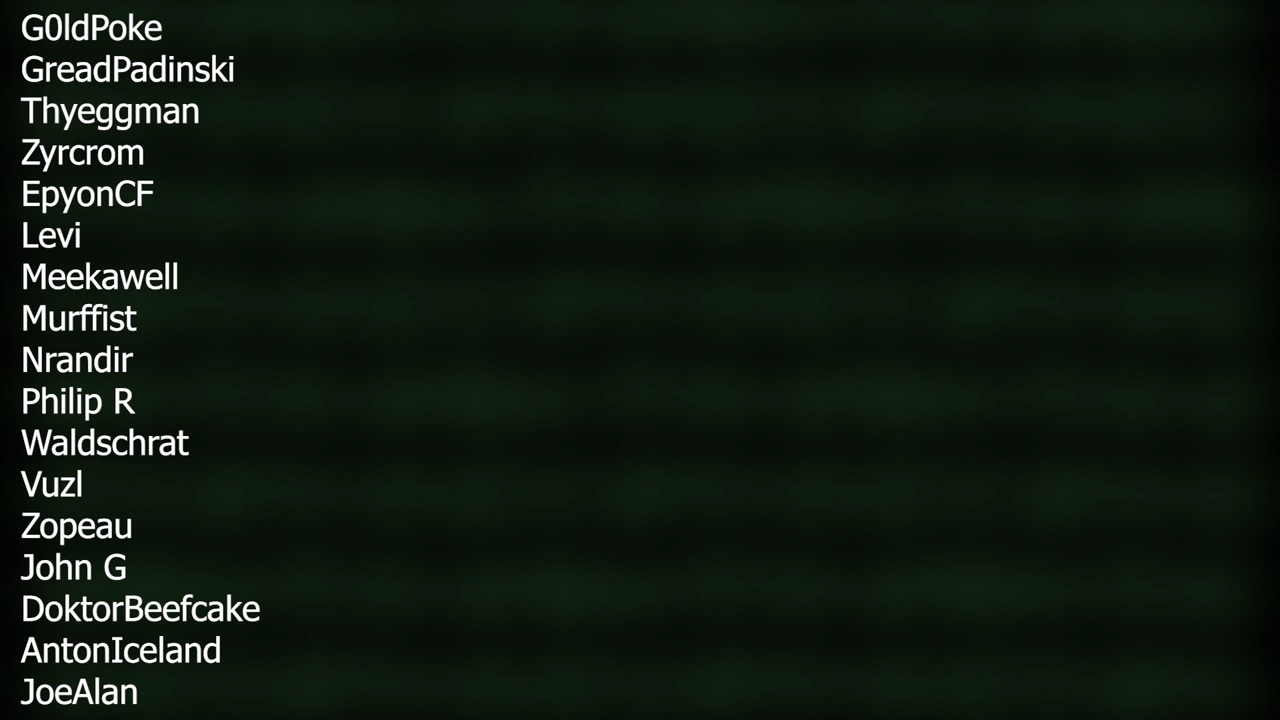 G0ldPoke
GreadPadinski
Thyeggman
Zyrcrom
EpyonCF
Levi
Meekawell
Murffist
Nrandir
Philip R
Waldschrat
Vuzl
Zopeau
John G
DoktorBeefcake
AntonIceland
JoeAlan